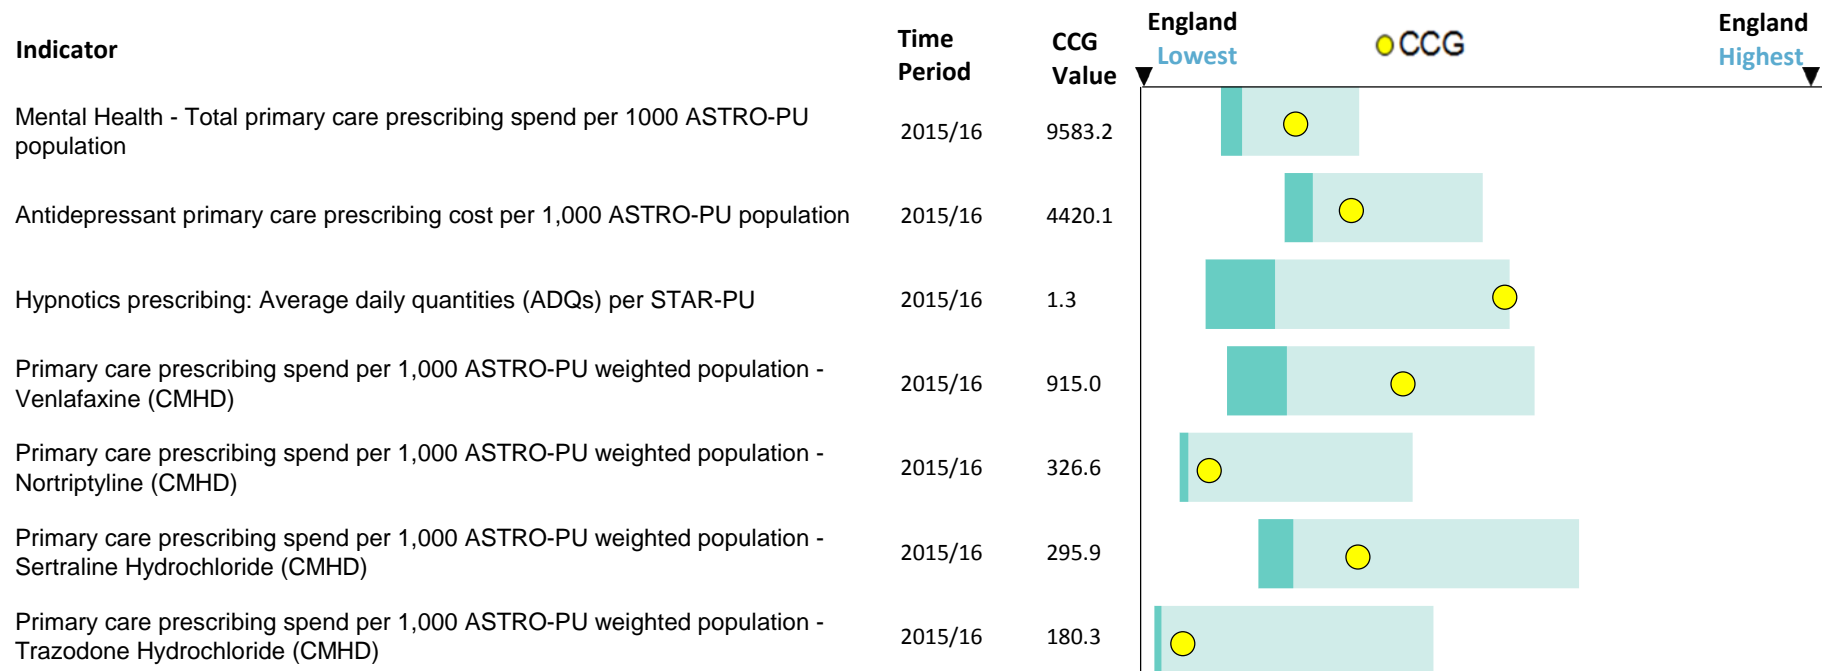 Indicator
Time Period
CCG Value
England Lowest
CCG
England Highest
Mental Health - Total primary care prescribing spend per 1000 ASTRO-PU
population
2015/16
9583.2
Antidepressant primary care prescribing cost per 1,000 ASTRO-PU population
2015/16
4420.1
Hypnotics prescribing: Average daily quantities (ADQs) per STAR-PU
2015/16
1.3
Primary care prescribing spend per 1,000 ASTRO-PU weighted population -
Venlafaxine (CMHD)
2015/16
915.0
Primary care prescribing spend per 1,000 ASTRO-PU weighted population -
Nortriptyline (CMHD)
2015/16
326.6
Primary care prescribing spend per 1,000 ASTRO-PU weighted population -
Sertraline Hydrochloride (CMHD)
2015/16
295.9
Primary care prescribing spend per 1,000 ASTRO-PU weighted population -
Trazodone Hydrochloride (CMHD)
2015/16
180.3